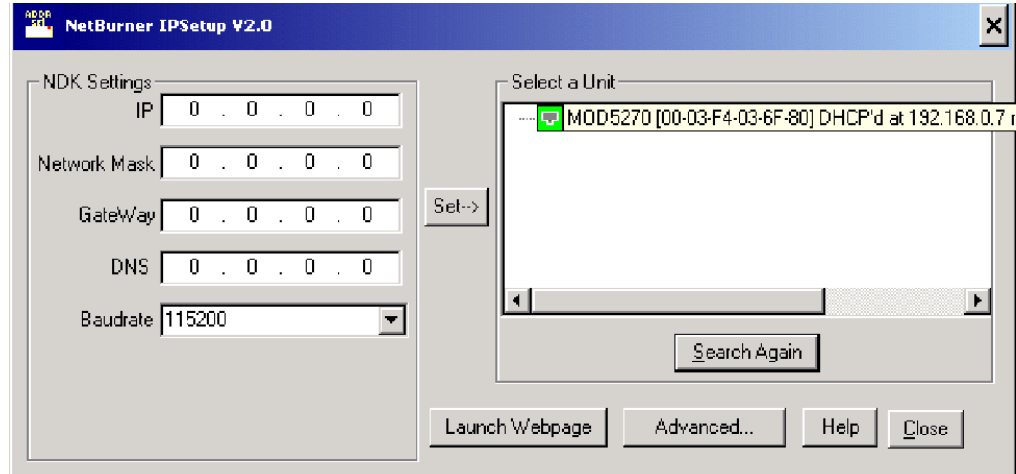 NetBurner IPSetup V2.0
NDK Settings
IP 0 . 0 . 0 . 0
Network Mask 0 . 0 . 0 . 0
GateWay 0 . 0 . 0 . 0
DNS 0 . 0 . 0 . 0
Baudrate 115200
Set-->
Select a Unit
MOD5270 [00-03-F4-03-6F-80] DHCP'd at 192.168.0.7
Search Again
Launch Webpage
Advanced...
Help
Close